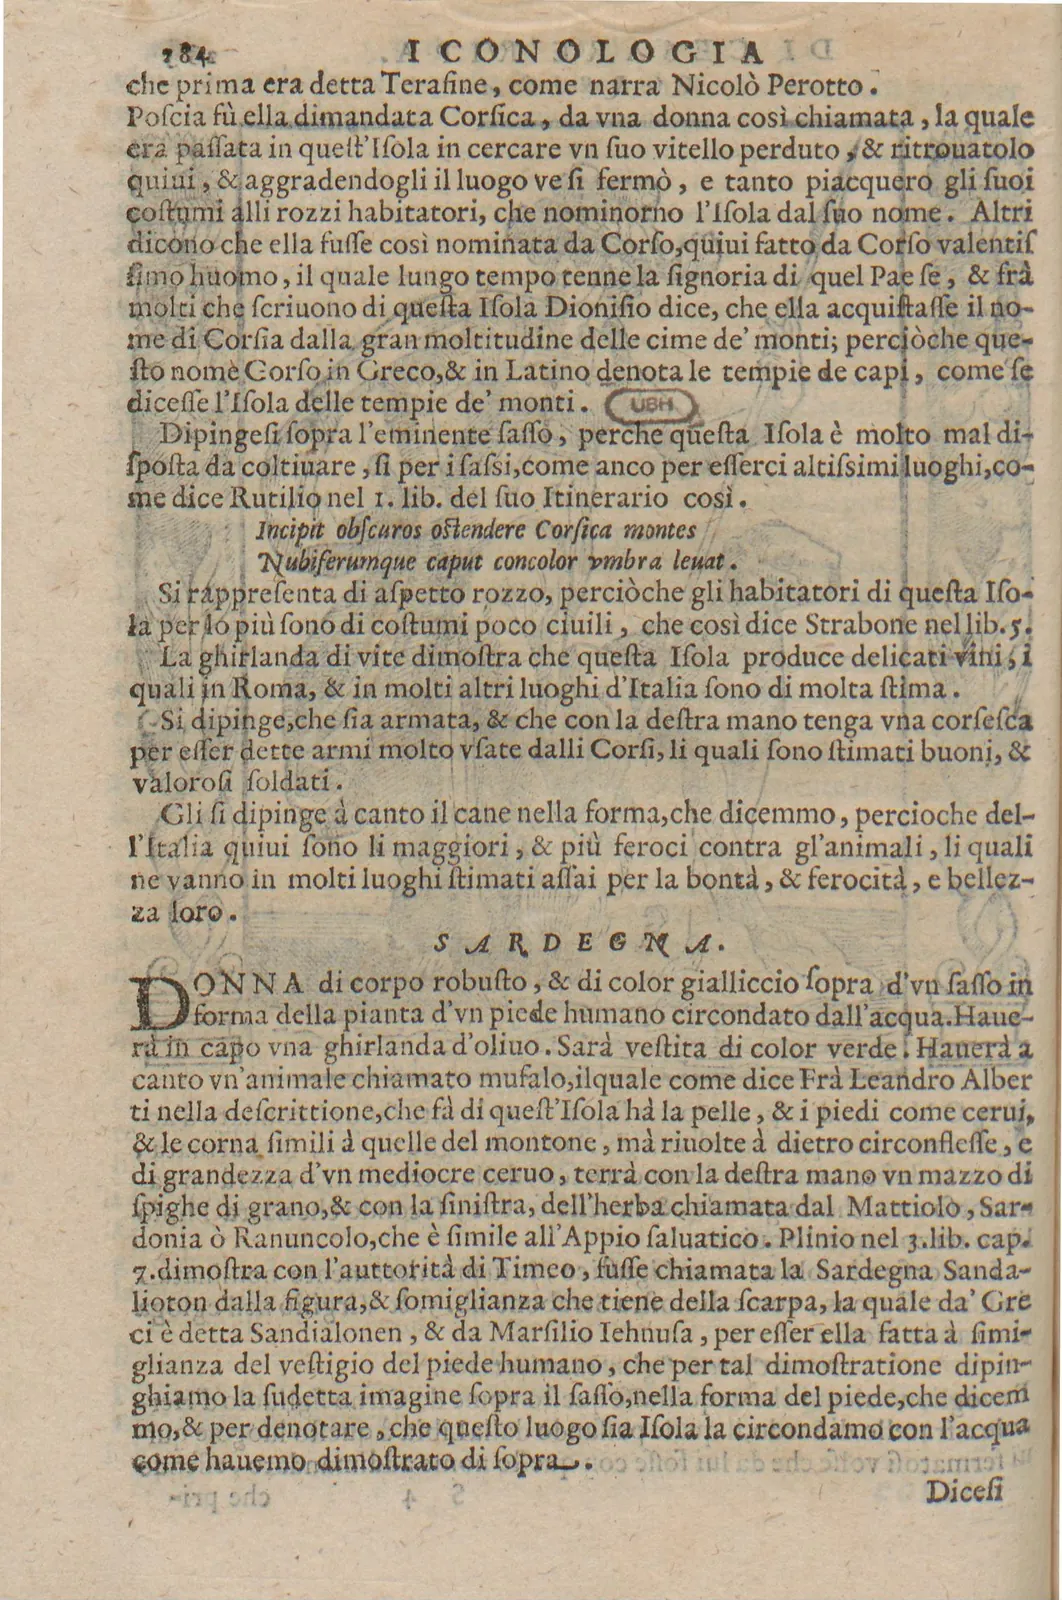 284 ICONOLOGIA
che prima era detta Teraſine, come narra Nicolò Perotto.
Poſcia fù ella dimandata Corſica, da vna donna così chiamata, la quale
era paſſata in queſt'Iſola in cercare vn ſuo vitello perduto, & ritrouatolo
quiui, & aggradendogli il luogo ve ſi fermò, e tanto piacquero gli ſuoi
coſtumi alli rozzi habitatori, che nominorno l'Iſola dal ſuo nome. Altri
dicono che ella fuſſe così nominata da Corſo,quiui fatto da Corſo valentiſ
ſimo huomo, il quale lungo tempo tenne la ſignoria di quel Paeſe, & frà
molti che ſcriuono di queſta Iſola Dioniſio dice, che ella acquiſtaſſe il no-
me di Corſia dalla gran moltitudine delle cime de' monti; perciòche que-
ſto nome Corſo in Greco,& in Latino denota le tempie de capi, come ſe
diceſſe l'Iſola delle tempie de' monti. UBH
Dipingeſi ſopra l'eminente ſaſſo, perche queſta Iſola è molto mal di-
ſpoſta da coltiuare, ſi per i ſaſsi,come anco per eſſerci altiſsimi luoghi,co-
me dice Rutilio nel 1. lib. del ſuo Itinerario così.
Incipit obſcuros oſtendere Corſica montes
Nubiferumque caput concolor vmbra leuat.
Si rappreſenta di aſpetto rozzo, perciòche gli habitatori di queſta Iſo-
la per lo più ſono di coſtumi poco ciuili, che così dice Strabone nel lib. 5.
La ghirlanda di vite dimoſtra che queſta Iſola produce delicati vini, i
quali in Roma, & in molti altri luoghi d'Italia ſono di molta ſtima.
Si dipinge,che ſia armata, & che con la deſtra mano tenga vna corſeſca
per eſſer dette armi molto vſate dalli Corſi, li quali ſono ſtimati buoni, &
valoroſi ſoldati.
Gli ſi dipinge à canto il cane nella forma,che dicemmo, percioche del-
l'Italia quiui ſono li maggiori, & più feroci contra gl'animali, li quali
ne vanno in molti luoghi ſtimati aſſai per la bontà, & ferocità, e bellez-
za loro.
SARDEGNA.
DONNA di corpo robuſto, & di color gialliccio ſopra d'vn ſaſſo in
forma della pianta d'vn piede humano circondato dall'acqua. Haue-
rà in capo vna ghirlanda d'oliuo. Sarà veſtita di color verde. Hauerà a
canto vn'animale chiamato mufalo,ilquale come dice Frà Leandro Alber
ti nella deſcrittione,che fà di queſt'Iſola hà la pelle, & i piedi come cerui,
& le corna ſimili à quelle del montone, mà riuolte à dietro circonfleſſe, e
di grandezza d'vn mediocre ceruo, terrà con la deſtra mano vn mazzo di
ſpighe di grano,& con la ſiniſtra, dell'herba chiamata dal Mattiolo, Sar-
donia ò Ranuncolo,che è ſimile all'Appio ſaluatico. Plinio nel 3.lib. cap.
7.dimoſtra con l'auttorità di Timeo, fuſſe chiamata la Sardegna Sanda-
lioton dalla figura,& ſomiglianza che tiene della ſcarpa, la quale da' Gre
ci è detta Sandialonen, & da Marſilio Iehnuſa, per eſſer ella fatta à ſimi-
glianza del veſtigio del piede humano, che per tal dimoſtratione dipin-
ghiamo la ſudetta imagine ſopra il ſaſſo,nella forma del piede,che dicem
mo,& per denotare, che queſto luogo ſia Iſola la circondamo con l'acqua
come hauemo dimoſtrato di ſopra.
Diceſi